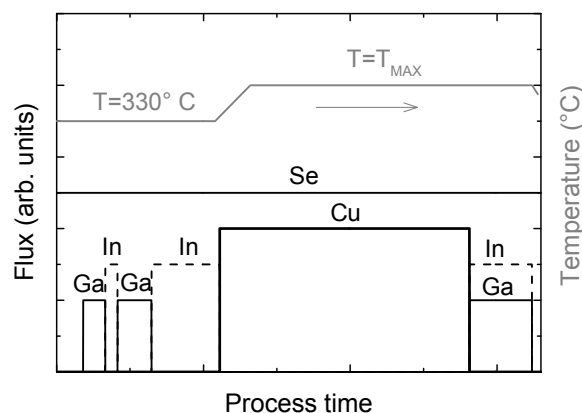 T=T_MAX
T=330° C
Se
Cu
In In In
Ga Ga Ga
Flux (arb. units)
Temperature (°C)
Process time